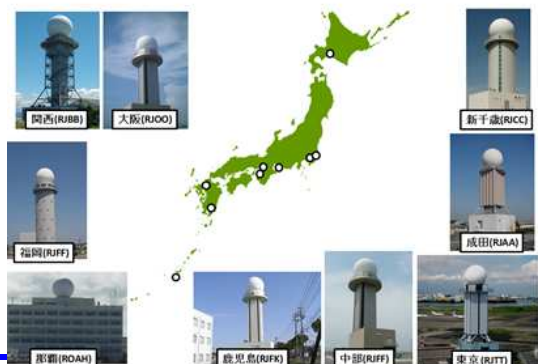 関西(RJBB)
大阪(RJOO)
新千歳(RJCC)
福岡(RJFF)
成田(RJAA)
那覇(ROAH)
鹿児島(RJFK)
中部(RJFF)
東京(RJTT)